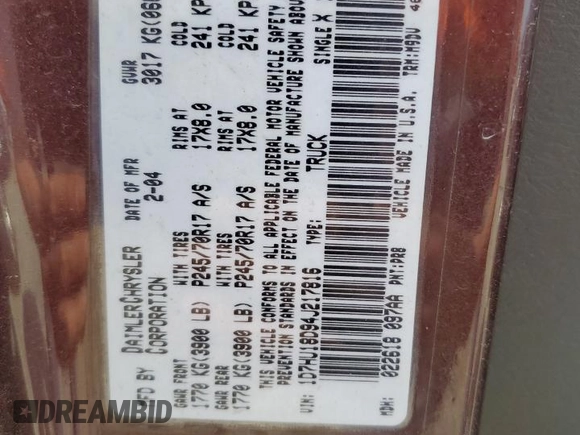 MFD BY DAIMLERCHRYSLER CORPORATION
DATE OF MFR 2-04
GVWR 3017 KG(
GAWR FRONT WITH TIRES RIMS AT COLD
1770 KG(3900 LB) P245/70R17 A/S 17X8.0 241 KP
GAWR REAR WITH TIRES RIMS AT COLD
1770 KG(3900 LB) P245/70R17 A/S 17X8.0 241 KP
THIS VEHICLE CONFORMS TO ALL APPLICABLE FEDERAL MOTOR VEHICLE SAFETY
STANDARDS IN EFFECT ON THE DATE OF MANUFACTURE SHOWN ABOV
VIN: 1D7HU18D94J217816 TYPE: TRUCK SINGLE X
MDH: 022618 097AA PNT:PR8 VEHICLE MADE IN U.S.A. TRM:M9DV
DREAMBID